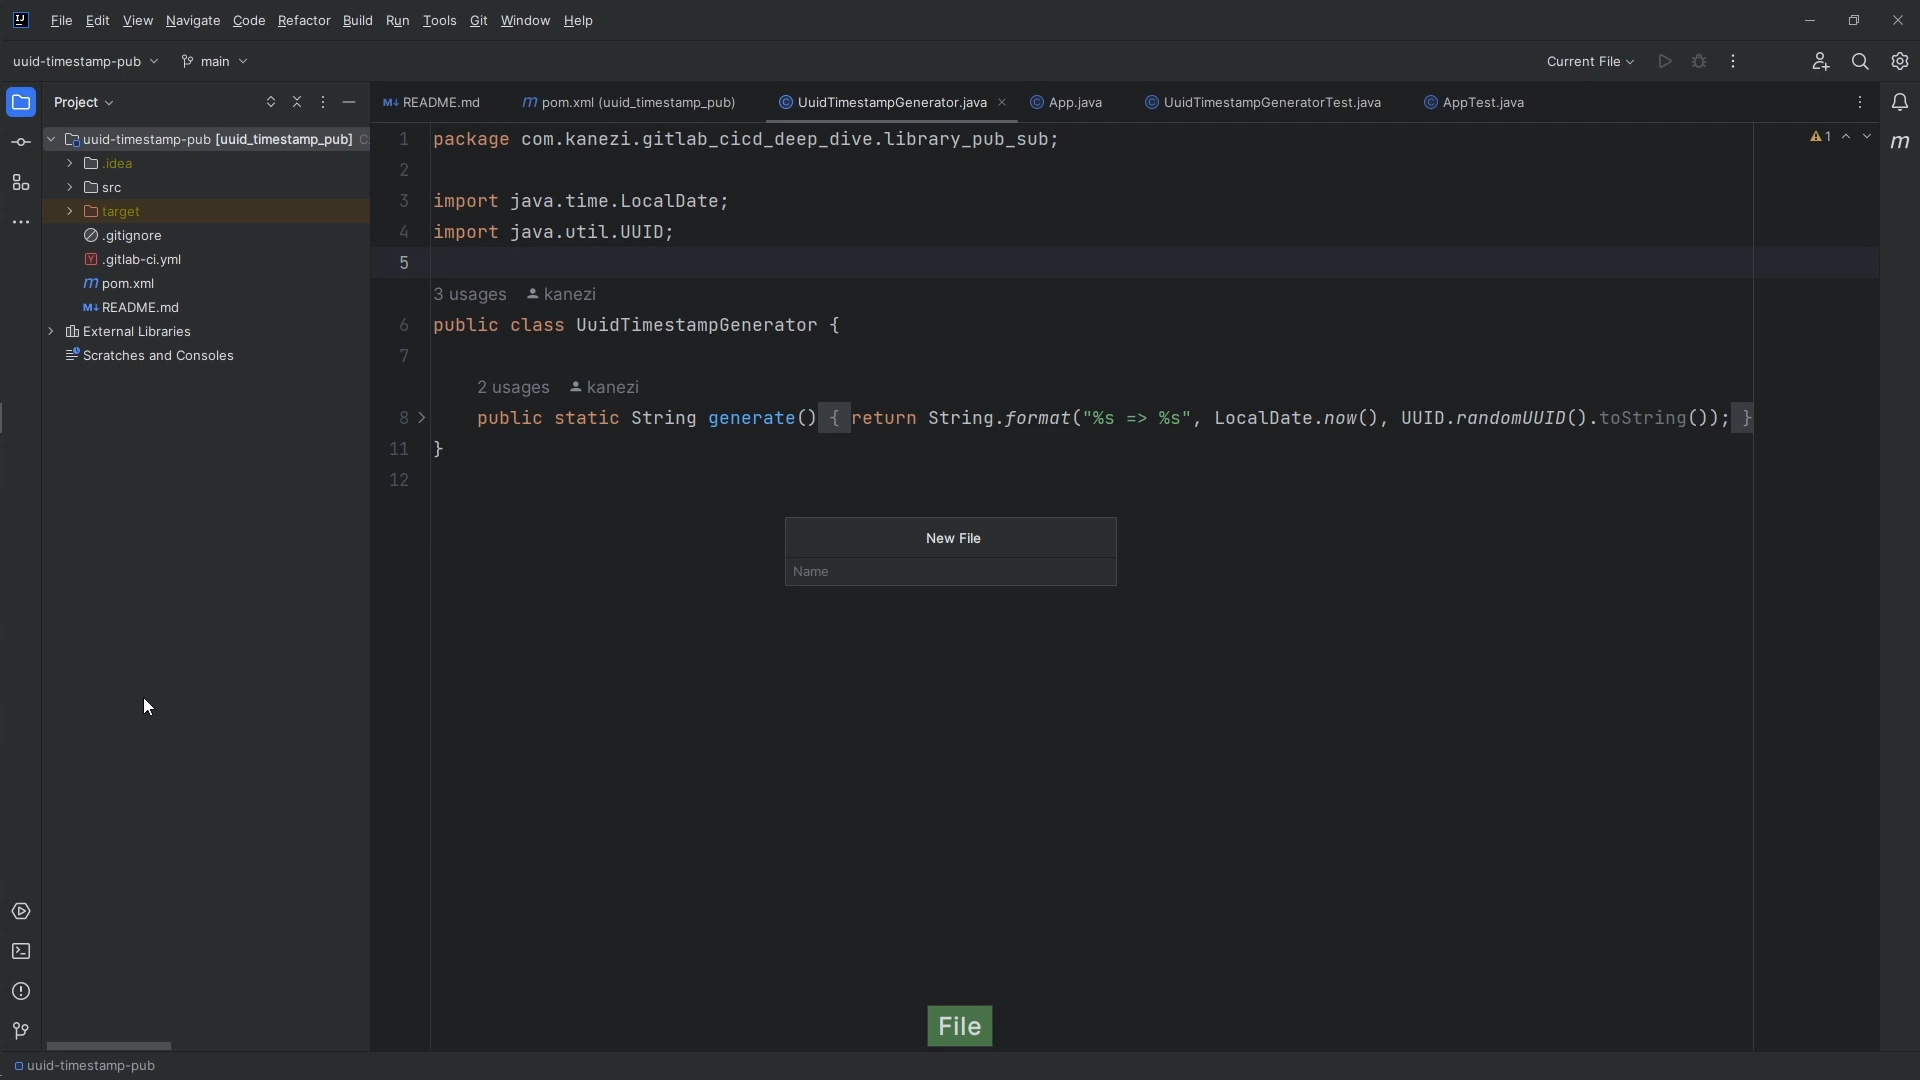 File Edit View Navigate Code Refactor Build Run Tools Git Window Help
uuid-timestamp-pub main Current File
Project
README.md pom.xml (uuid_timestamp_pub) UuidTimestampGenerator.java App.java UuidTimestampGeneratorTest.java AppTest.java
uuid-timestamp-pub [uuid_timestamp_pub] C:
.idea
src
target
.gitignore
.gitlab-ci.yml
pom.xml
README.md
External Libraries
Scratches and Consoles
1 package com.kanezi.gitlab_cicd_deep_dive.library_pub_sub;
1
2
3 import java.time.LocalDate;
4 import java.util.UUID;
5
3 usages kanezi
6 public class UuidTimestampGenerator {
7
2 usages kanezi
8 public static String generate() { return String.format("%s => %s", LocalDate.now(), UUID.randomUUID().toString()); }
11 }
12
New File
Name
File
uuid-timestamp-pub